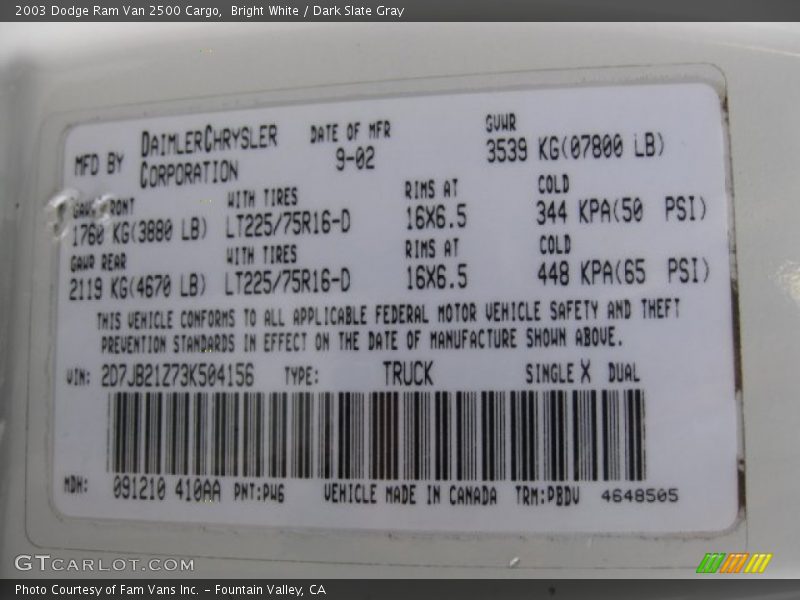 2003 Dodge Ram Van 2500 Cargo, Bright White / Dark Slate Gray
MFD BY DAIMLERCHRYSLER CORPORATION DATE OF MFR 9-02 GVWR 3539 KG(07800 LB)
GAWR FRONT WITH TIRES RIMS AT COLD
1760 KG(3880 LB) LT225/75R16-D 16X6.5 344 KPA(50 PSI)
GAWR REAR WITH TIRES RIMS AT COLD
2119 KG(4670 LB) LT225/75R16-D 16X6.5 448 KPA(65 PSI)
THIS VEHICLE CONFORMS TO ALL APPLICABLE FEDERAL MOTOR VEHICLE SAFETY AND THEFT
PREVENTION STANDARDS IN EFFECT ON THE DATE OF MANUFACTURE SHOWN ABOVE.
VIN: 2D7JB21Z73K504156 TYPE: TRUCK SINGLE X DUAL
MDH: 091210 410AA PNT:PW6 VEHICLE MADE IN CANADA TRM:PBDV 4648505
GTCARLOT.COM
Photo Courtesy of Fam Vans Inc. - Fountain Valley, CA